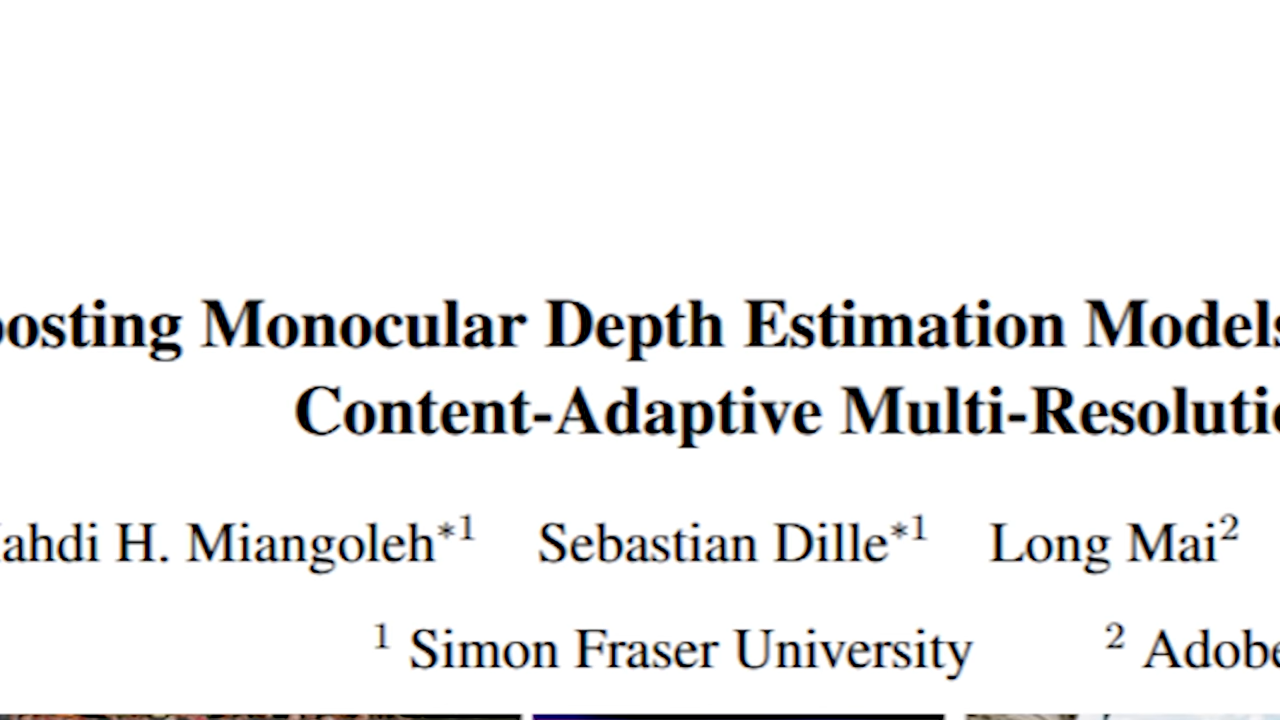 oosting Monocular Depth Estimation Models
Content-Adaptive Multi-Resolutio
ahdi H. Miangoleh*1 Sebastian Dille*1 Long Mai2
1 Simon Fraser University 2 Adobe